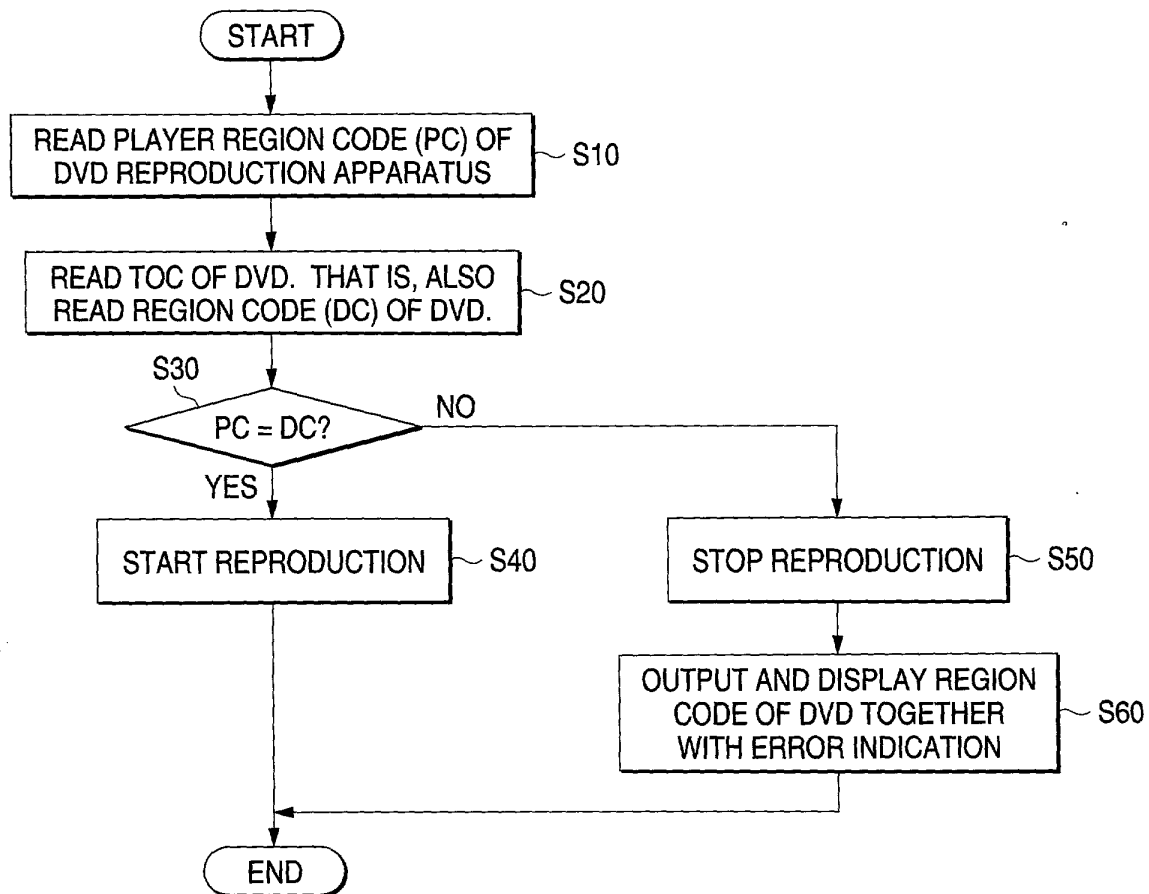 START
READ PLAYER REGION CODE (PC) OF
DVD REPRODUCTION APPARATUS
S10
READ TOC OF DVD. THAT IS, ALSO
READ REGION CODE (DC) OF DVD.
S20
S30
PC = DC?
NO
YES
START REPRODUCTION
S40
STOP REPRODUCTION
S50
OUTPUT AND DISPLAY REGION
CODE OF DVD TOGETHER
WITH ERROR INDICATION
S60
END